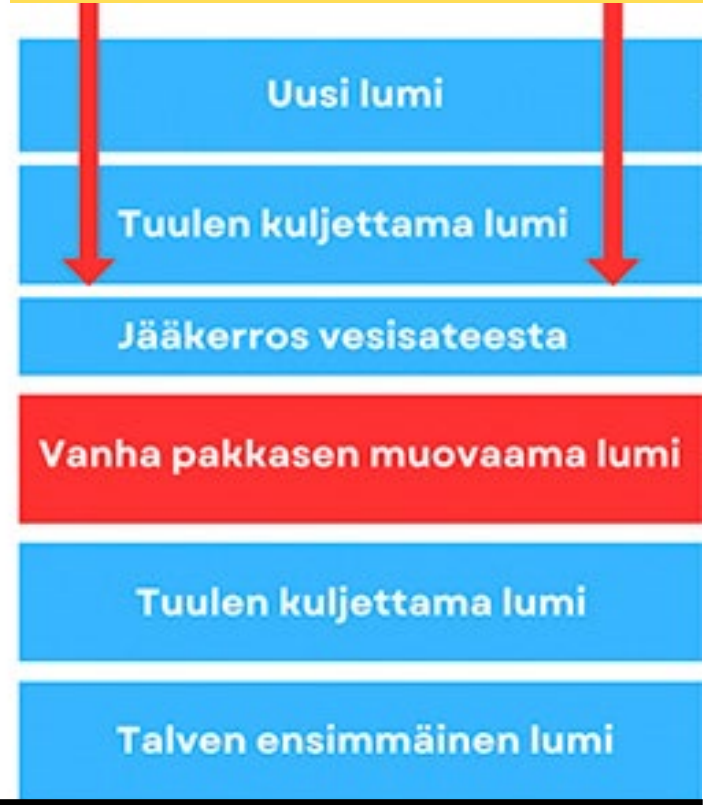 Uusi lumi
Tuulen kuljettama lumi
Jääkerros vesisateesta
Vanha pakkasen muovaama lumi
Tuulen kuljettama lumi
Talven ensimmäinen lumi